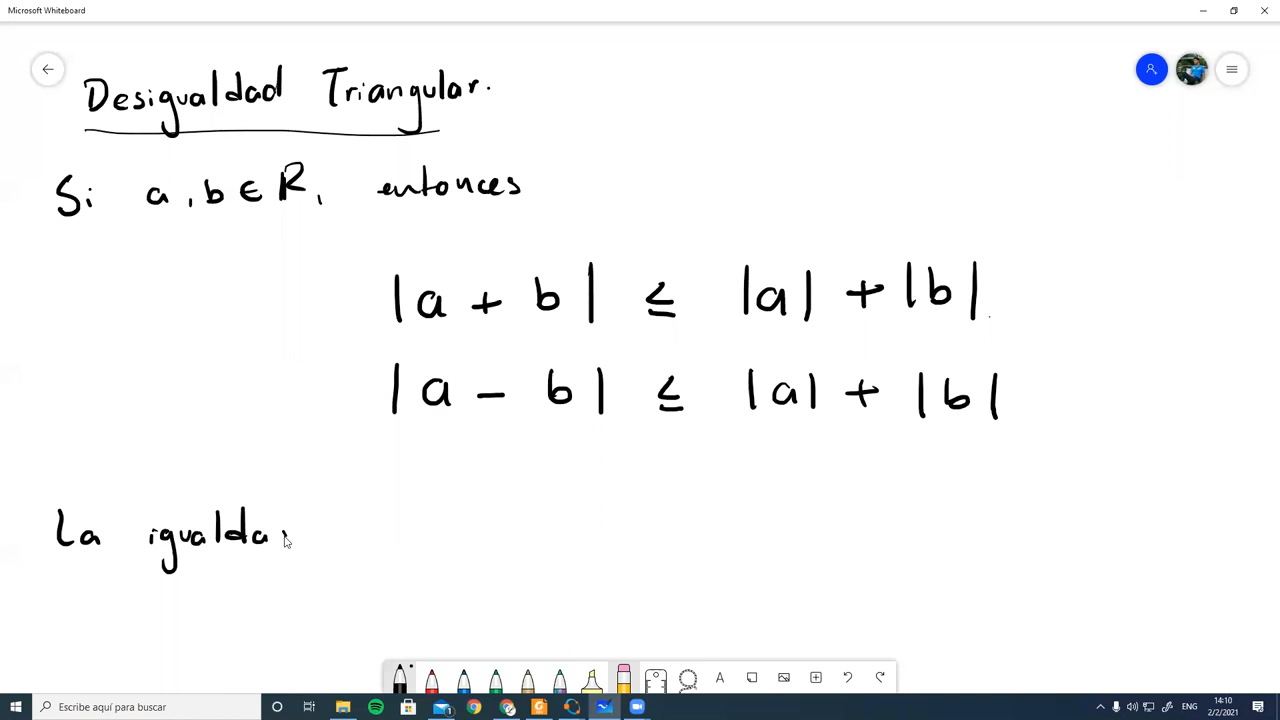 Microsoft Whiteboard
Desigualdad Triangular.
Si a, b ∈ R, entonces
|a + b| ≤ |a| + |b|.
|a - b| ≤ |a| + |b|
La igualda
Escribe aquí para buscar
ENG
14:10
2/2/2021